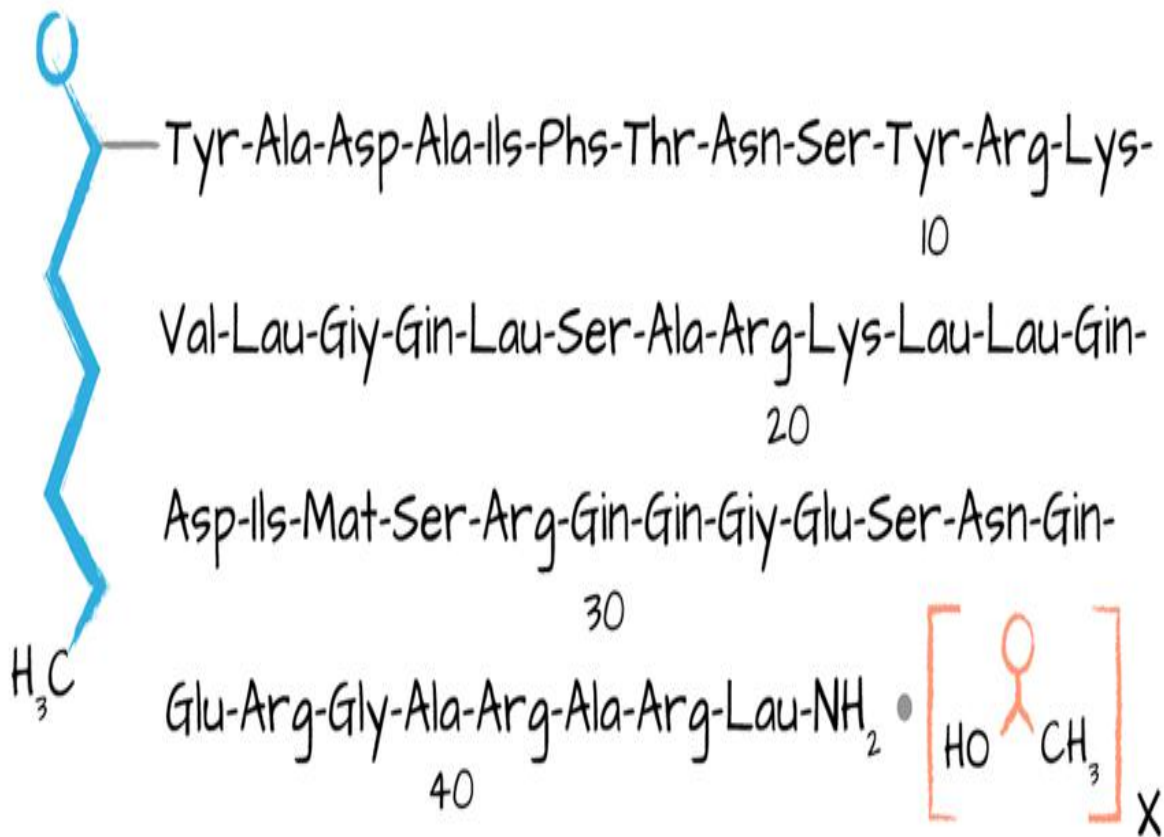 Tyr-Ala-Asp-Ala-Ils-Phs-Thr-Asn-Ser-Tyr-Arg-Lys-
10
Val-Lau-Giy-Gin-Lau-Ser-Ala-Arg-Lys-Lau-Lau-Gin-
20
Asp-Ils-Mat-Ser-Arg-Gin-Gin-Giy-Glu-Ser-Asn-Gin-
30
H₃C
Glu-Arg-Gly-Ala-Arg-Ala-Arg-Lau-NH₂ • [HO O CH₃]x
40
O